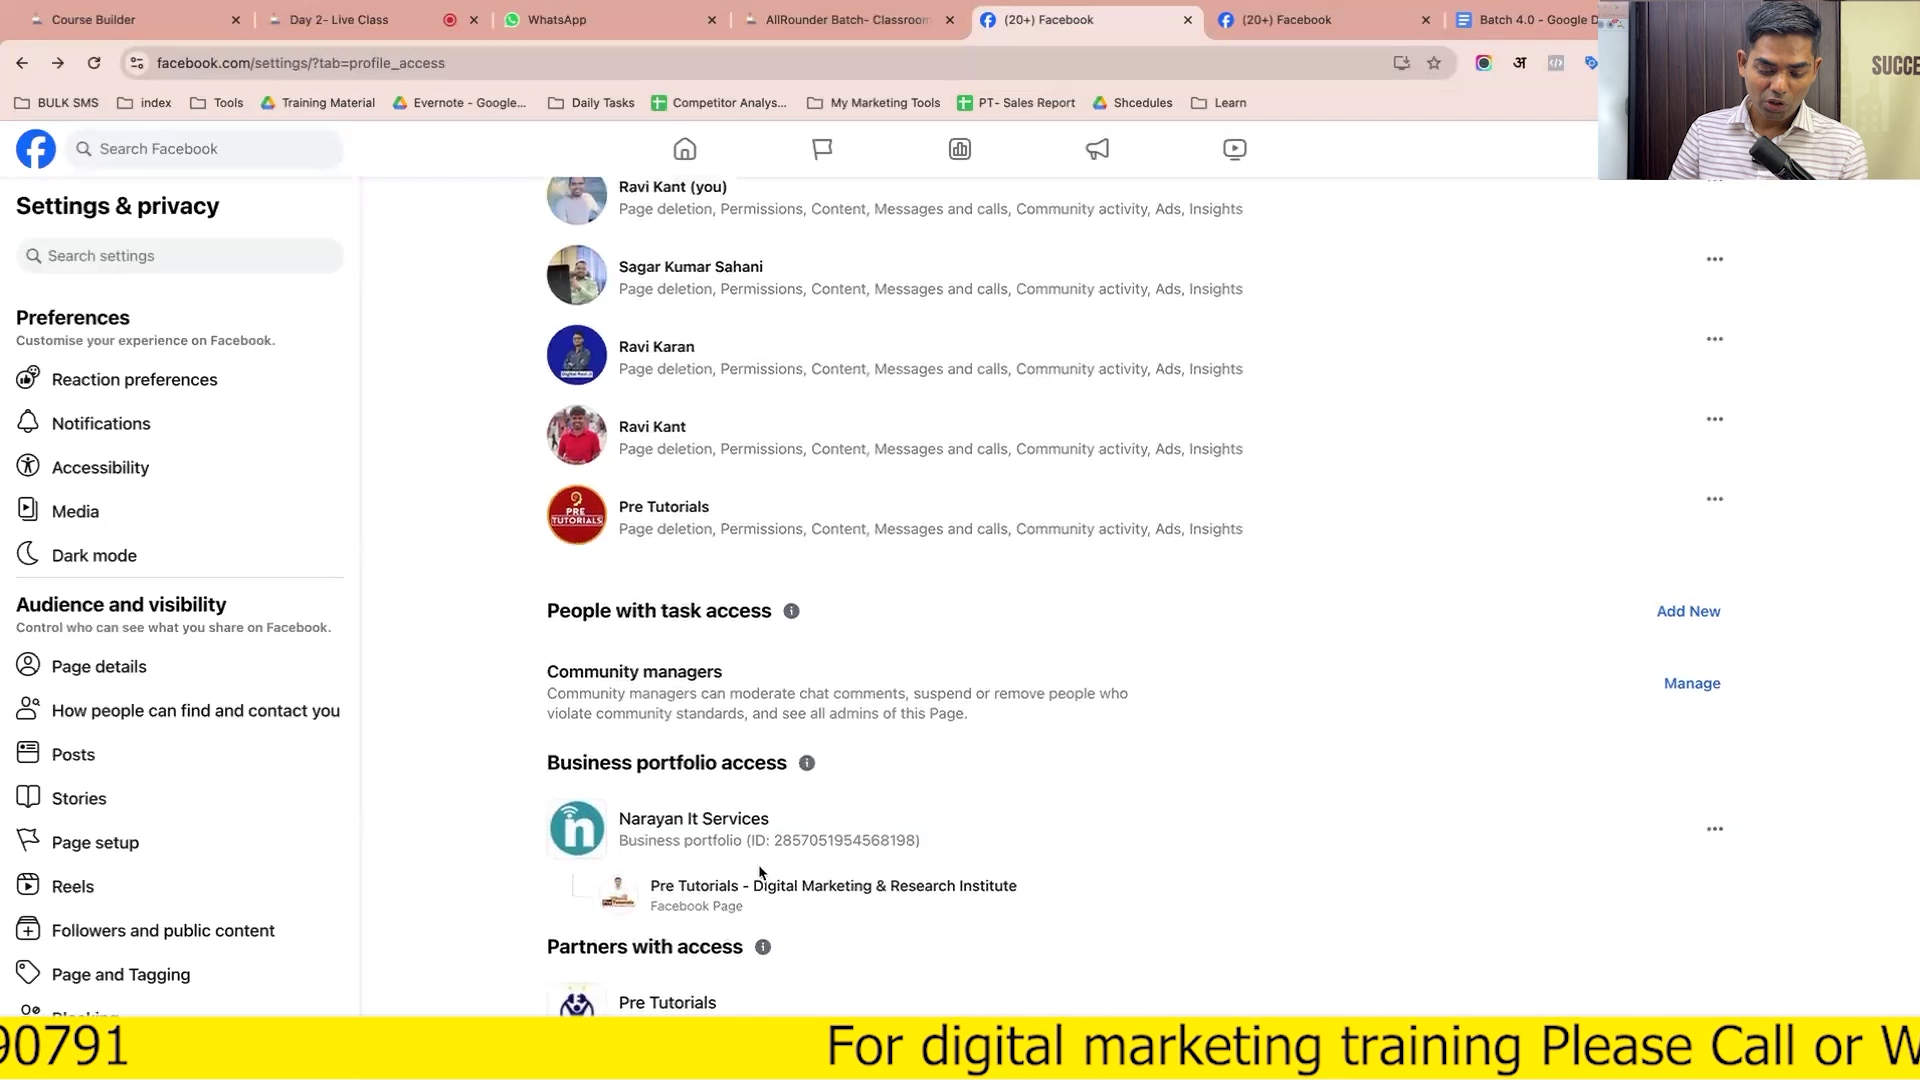 Course Builder
Day 2- Live Class
WhatsApp
AllRounder Batch- Classroom
(20+) Facebook
(20+) Facebook
Batch 4.0 - Google D
facebook.com/settings/?tab=profile_access
अ
BULK SMS
index
Tools
Training Material
Evernote - Google...
Daily Tasks
Competitor Analys...
My Marketing Tools
PT- Sales Report
Shcedules
Learn
SUCCE
Search Facebook
Settings & privacy
Search settings
Preferences
Customise your experience on Facebook.
Reaction preferences
Notifications
Accessibility
Media
Dark mode
Audience and visibility
Control who can see what you share on Facebook.
Page details
How people can find and contact you
Posts
Stories
Page setup
Reels
Followers and public content
Page and Tagging
Ravi Kant (you)
Page deletion, Permissions, Content, Messages and calls, Community activity, Ads, Insights
Sagar Kumar Sahani
Page deletion, Permissions, Content, Messages and calls, Community activity, Ads, Insights
Ravi Karan
Page deletion, Permissions, Content, Messages and calls, Community activity, Ads, Insights
Ravi Kant
Page deletion, Permissions, Content, Messages and calls, Community activity, Ads, Insights
PRE
TUTORIALS
Pre Tutorials
Page deletion, Permissions, Content, Messages and calls, Community activity, Ads, Insights
People with task access
Add New
Community managers
Community managers can moderate chat comments, suspend or remove people who
violate community standards, and see all admins of this Page.
Manage
Business portfolio access
Narayan It Services
Business portfolio (ID: 2857051954568198)
Pre Tutorials - Digital Marketing & Research Institute
Facebook Page
Partners with access
Pre Tutorials
90791
For digital marketing training Please Call or W